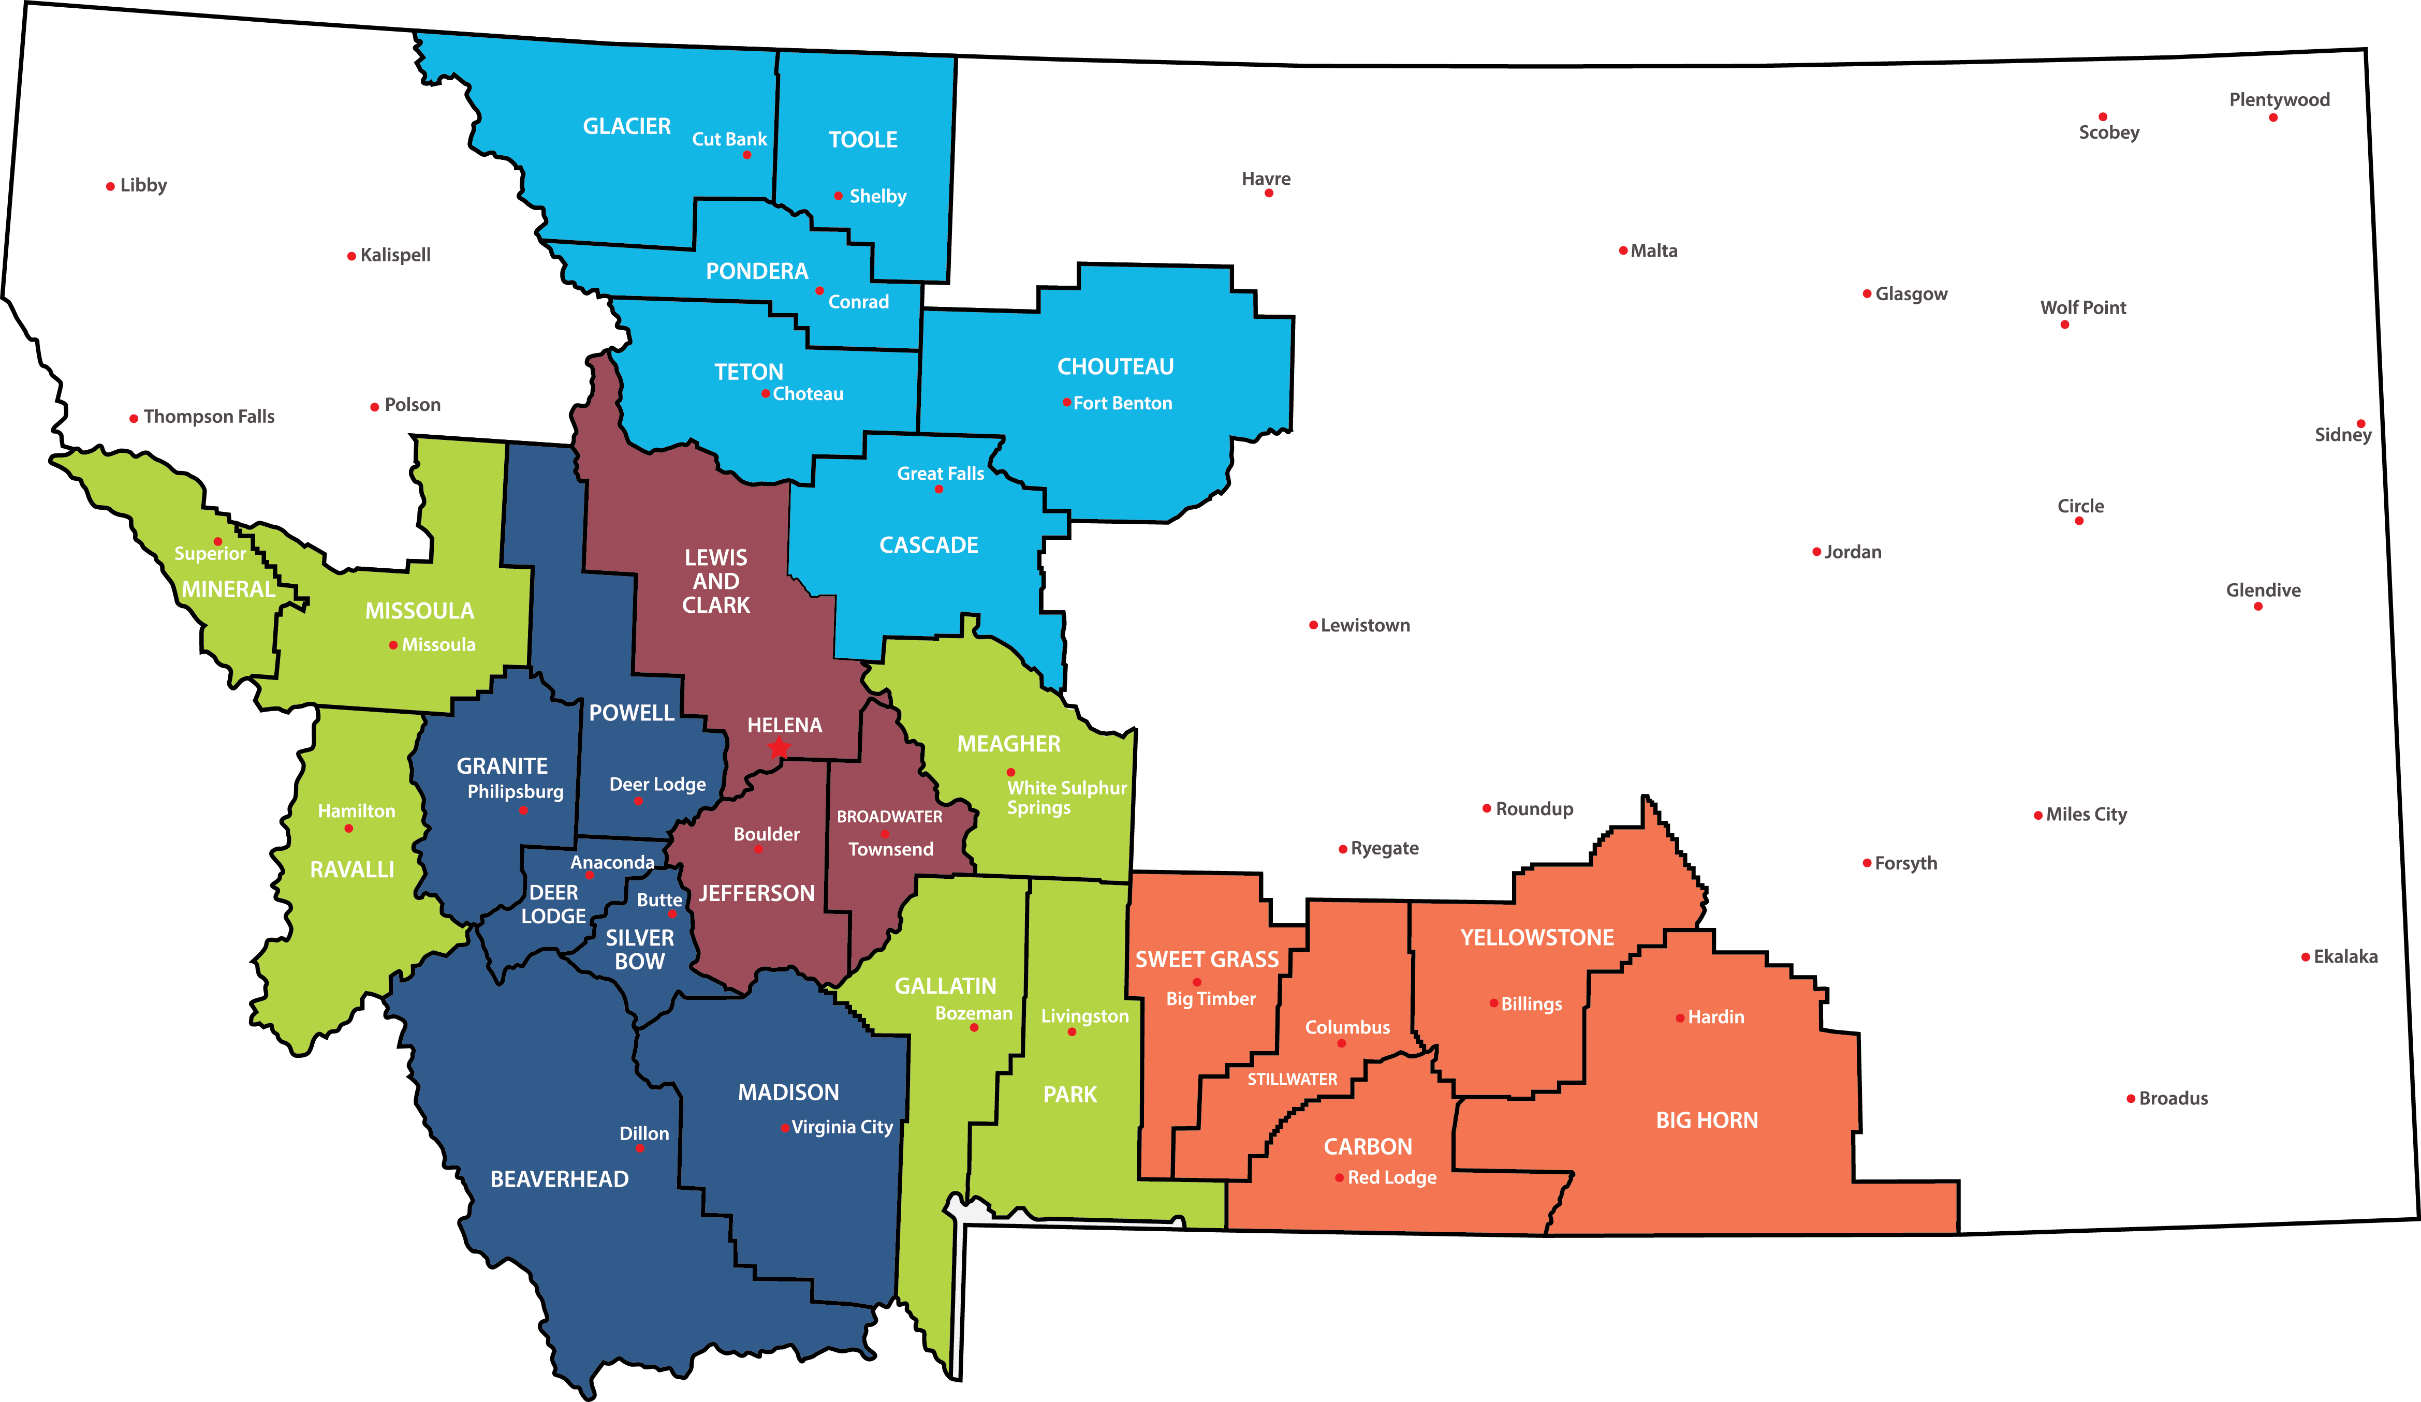 Plentywood
Scobey
GLACIER
Cut Bank
TOOLE
Havre
Libby
Shelby
Malta
Kalispell
PONDERA
Conrad
Glasgow
Wolf Point
CHOUTEAU
TETON
Choteau
Fort Benton
Polson
Thompson Falls
Sidney
Great Falls
Circle
CASCADE
Superior
Jordan
LEWIS
AND
CLARK
MINERAL
Glendive
MISSOULA
Missoula
Lewistown
POWELL
HELENA
MEAGHER
GRANITE
Philipsburg
Deer Lodge
White Sulphur
Springs
Hamilton
BROADWATER
Roundup
Miles City
Boulder
Townsend
Ryegate
Anaconda
Forsyth
RAVALLI
DEER
LODGE
JEFFERSON
Butte
SILVER
BOW
YELLOWSTONE
SWEET GRASS
Ekalaka
GALLATIN
Big Timber
Billings
Bozeman
Livingston
Hardin
Columbus
STILLWATER
MADISON
PARK
Broadus
BIG HORN
Virginia City
Dillon
CARBON
BEAVERHEAD
Red Lodge